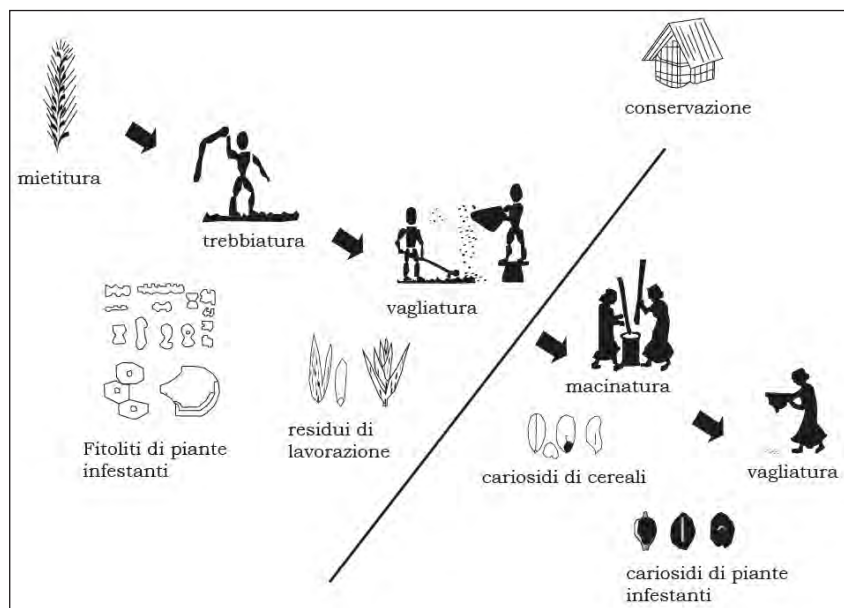 conservazione
mietitura
trebbiatura
vagliatura
macinatura
residui di
lavorazione
Fitoliti di piante
infestanti
cariosidi di cereali
vagliatura
cariosidi di piante
infestanti